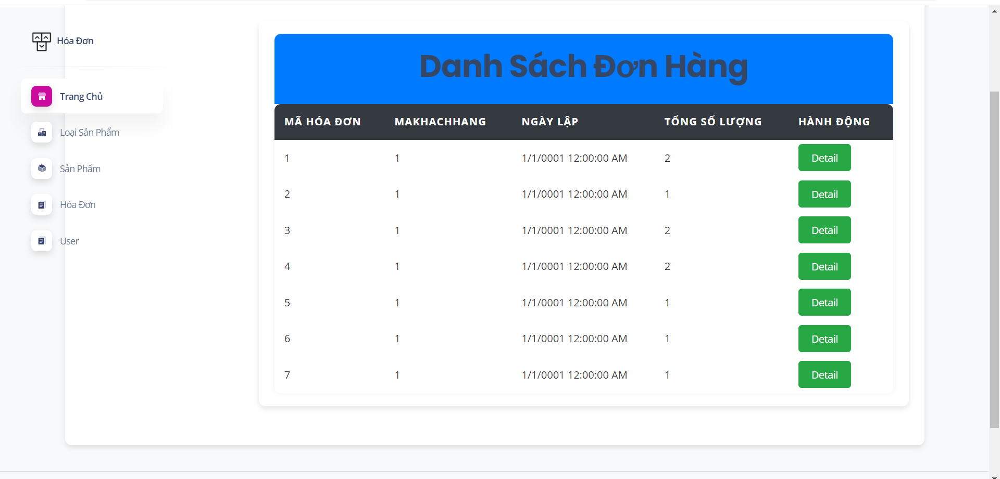 Hóa Đơn
Trang Chủ
Loại Sản Phẩm
Sản Phẩm
Hóa Đơn
User
Danh Sách Đơn Hàng
MÃ HÓA ĐƠN MAKHACHHANG NGÀY LẬP TỔNG SỐ LƯỢNG HÀNH ĐỘNG
1 1 1/1/0001 12:00:00 AM 2 Detail
2 1 1/1/0001 12:00:00 AM 1 Detail
3 1 1/1/0001 12:00:00 AM 2 Detail
4 1 1/1/0001 12:00:00 AM 2 Detail
5 1 1/1/0001 12:00:00 AM 1 Detail
6 1 1/1/0001 12:00:00 AM 1 Detail
7 1 1/1/0001 12:00:00 AM 1 Detail